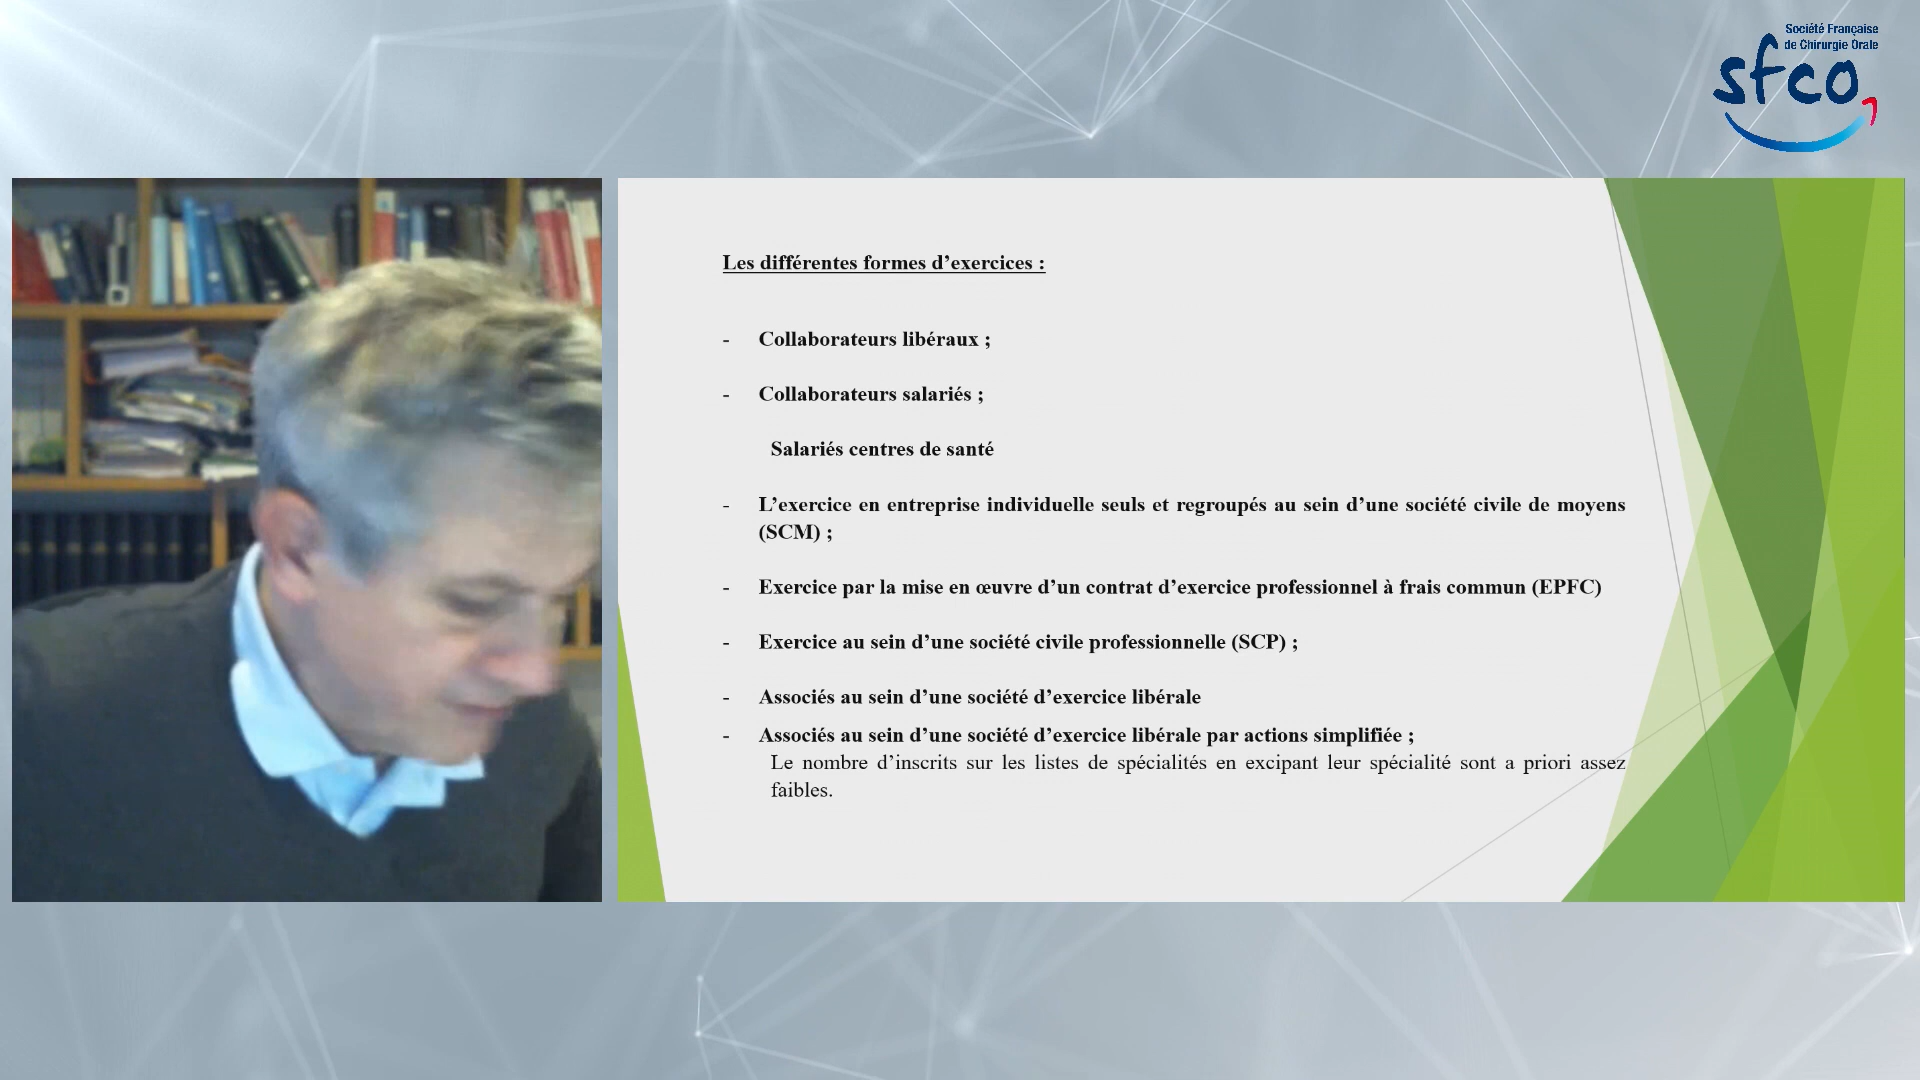 Société Française
de Chirurgie Orale
sfco
Les différentes formes d’exercices :
- Collaborateurs libéraux ;
- Collaborateurs salariés ;
Salariés centres de santé
- L’exercice en entreprise individuelle seuls et regroupés au sein d’une société civile de moyens
(SCM) ;
- Exercice par la mise en œuvre d’un contrat d’exercice professionnel à frais commun (EPFC)
- Exercice au sein d’une société civile professionnelle (SCP) ;
- Associés au sein d’une société d’exercice libérale
- Associés au sein d’une société d’exercice libérale par actions simplifiée ;
Le nombre d’inscrits sur les listes de spécialités en excipant leur spécialité sont a priori assez
faibles.